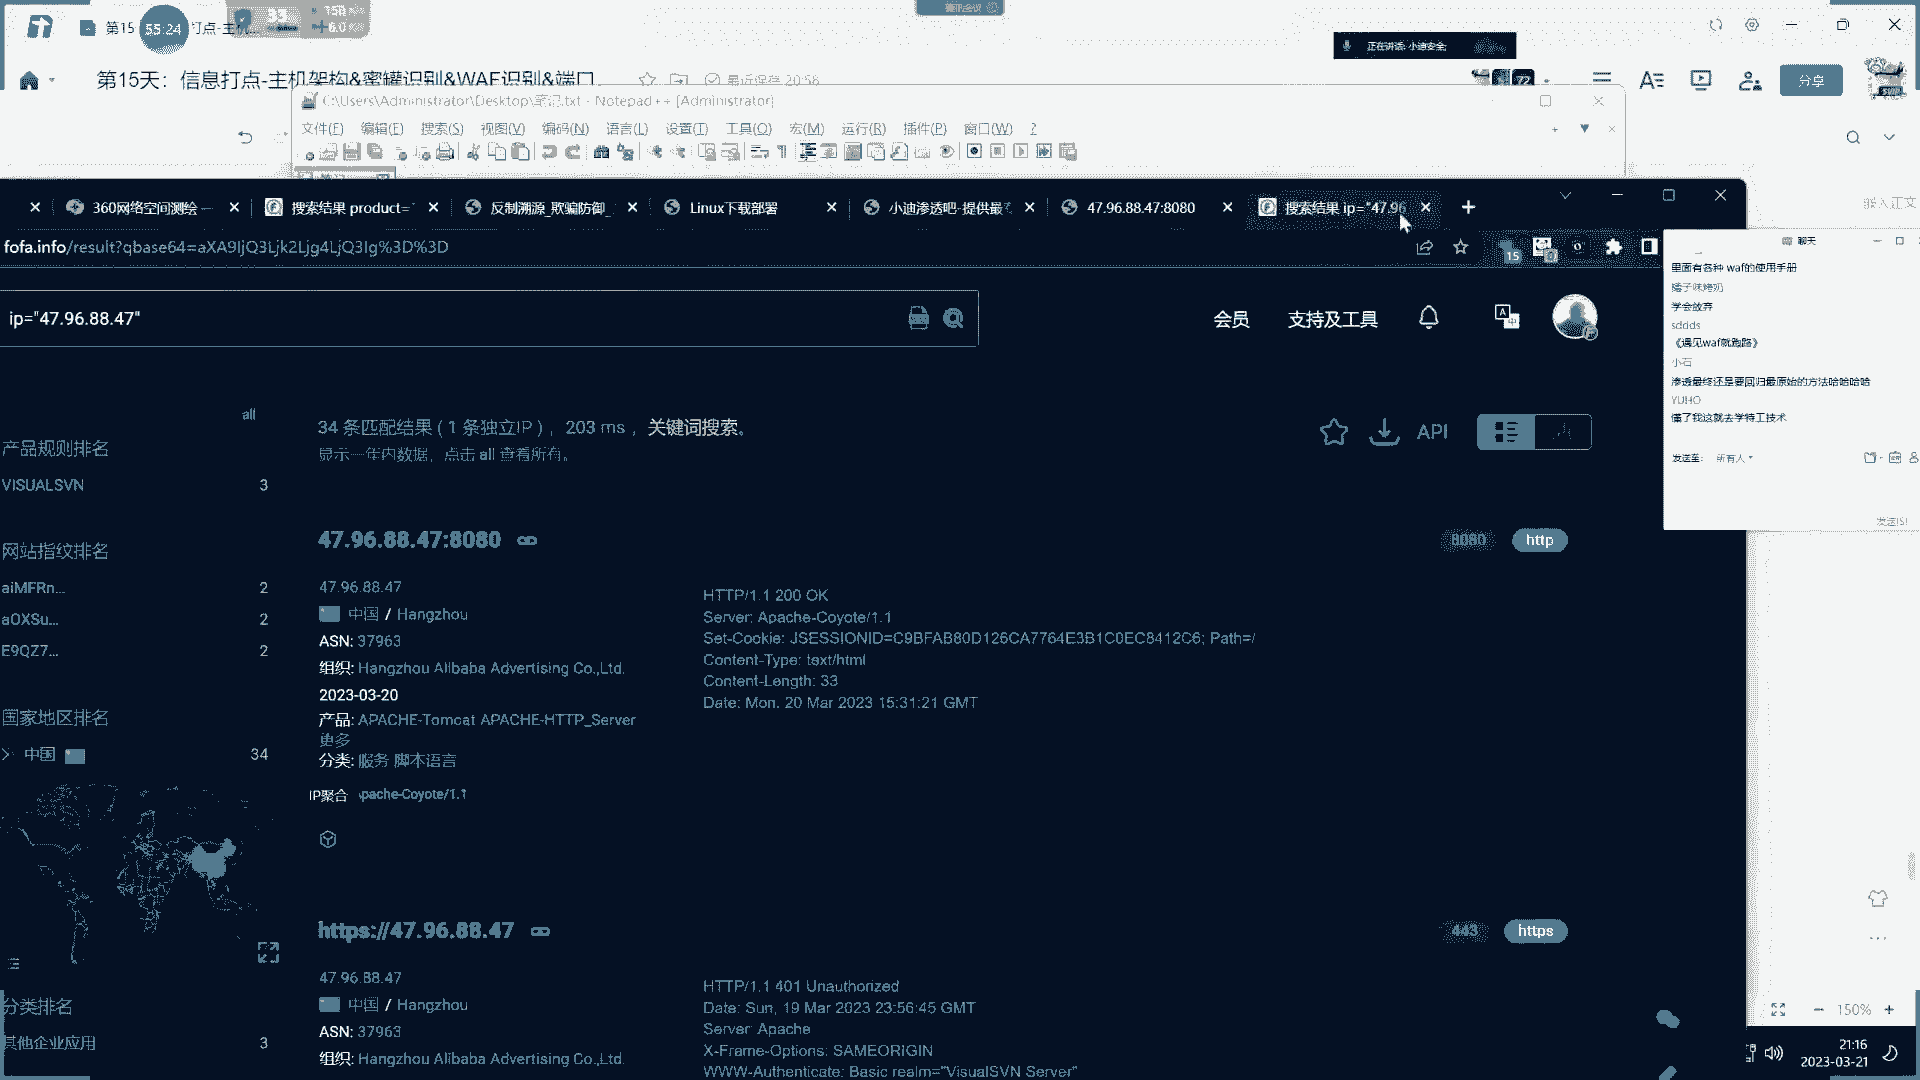 第15
55:24
打点-主机
33
第15天：信息打点-主机架构&蜜罐识别&WAF识别&端口
最近保存 20:58
正在讲话: 小迪安全;
分享
C:\Users\Administrator\Desktop\笔记.txt - Notepad++ [Administrator]
文件(F) 编辑(E) 搜索(S) 视图(V) 编码(N) 语言(L) 设置(T) 工具(O) 宏(M) 运行(R) 插件(P) 窗口(W) ?
360网络空间测绘 —
搜索结果 product="
反制溯源_欺骗防御_
Linux下载部署
小迪渗透吧-提供最
47.96.88.47:8080
搜索结果 ip="47.96
fofa.info/result?qbase64=aXA9IjQ3Ljk2Ljg4LjQ3Ig%3D%3D
15
ip="47.96.88.47"
会员
支持及工具
聊天
里面有各种 waf的使用手册
橘子味烤奶
学会放弃
sddds
《遇见waf就跑路》
小石
渗透最终还是要回归最原始的方法哈哈哈哈
YUHO
懂了我这就去学特工技术
发送至: 所有人
发送(S)
all
产品规则排名
VISUALSVN 3
网站指纹排名
aiMFRn... 2
aOXSu... 2
E9QZ7... 2
国家地区排名
中国 34
分类排名
其他企业应用 3
34 条匹配结果 ( 1 条独立IP ) ，203 ms ，关键词搜索。
显示一年内数据，点击 all 查看所有。
API
47.96.88.47:8080
8080 http
47.96.88.47
中国 / Hangzhou
ASN: 37963
组织: Hangzhou Alibaba Advertising Co.,Ltd.
2023-03-20
产品: APACHE-Tomcat APACHE-HTTP_Server
更多
分类: 服务 脚本语言
IP聚合 \pache-Coyote/1.1
HTTP/1.1 200 OK
Server: Apache-Coyote/1.1
Set-Cookie: JSESSIONID=C9BFAB80D126CA7764E3B1C0EC8412C6; Path=/
Content-Type: text/html
Content-Length: 33
Date: Mon, 20 Mar 2023 15:31:21 GMT
https://47.96.88.47
443 https
47.96.88.47
中国 / Hangzhou
ASN: 37963
组织: Hangzhou Alibaba Advertising Co.,Ltd.
HTTP/1.1 401 Unauthorized
Date: Sun, 19 Mar 2023 23:56:45 GMT
Server: Apache
X-Frame-Options: SAMEORIGIN
WWW-Authenticate: Basic realm="VisualSVN Server"
150%
21:16
2023-03-21